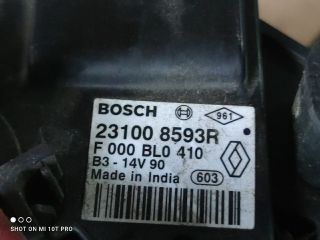 BOSCH
961
23100 8593R
F 000 BL0 410
B3 - 14V 90
Made in India
603
SHOT ON MI 10T PRO